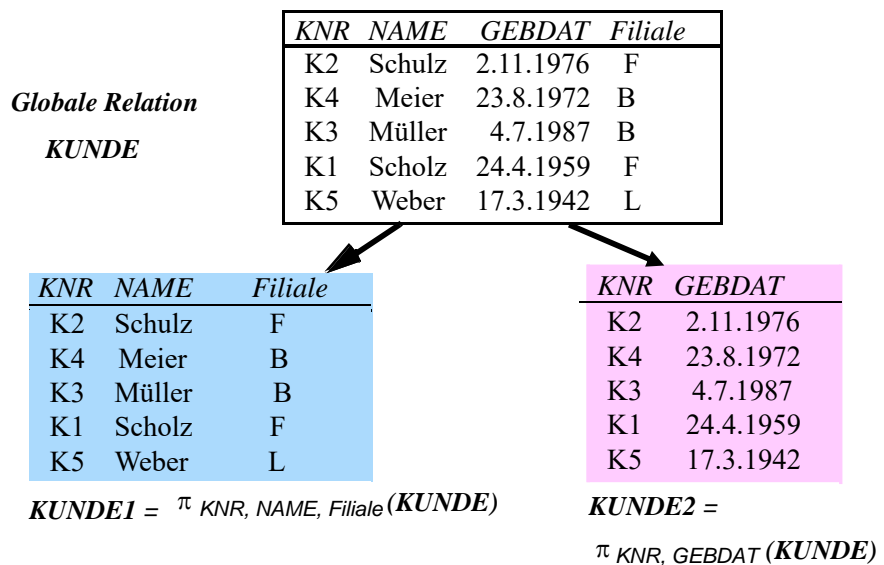 KNR NAME GEBDAT Filiale
K2 Schulz 2.11.1976 F
K4 Meier 23.8.1972 B
K3 Müller 4.7.1987 B
K1 Scholz 24.4.1959 F
K5 Weber 17.3.1942 L
Globale Relation
KUNDE
KNR NAME Filiale
K2 Schulz F
K4 Meier B
K3 Müller B
K1 Scholz F
K5 Weber L
KUNDE1 = π KNR, NAME, Filiale (KUNDE)
KNR GEBDAT
K2 2.11.1976
K4 23.8.1972
K3 4.7.1987
K1 24.4.1959
K5 17.3.1942
KUNDE2 =
π KNR, GEBDAT (KUNDE)